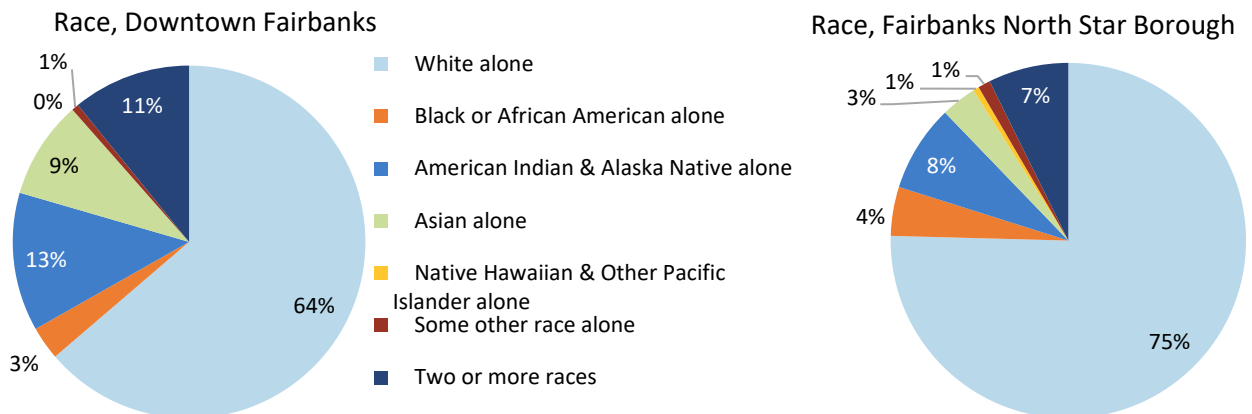 Race, Downtown Fairbanks
1%
0%
11%
9%
13%
3%
64%
White alone
Black or African American alone
American Indian & Alaska Native alone
Asian alone
Native Hawaiian & Other Pacific
Islander alone
Some other race alone
Two or more races
Race, Fairbanks North Star Borough
1%
1%
3%
7%
8%
4%
75%